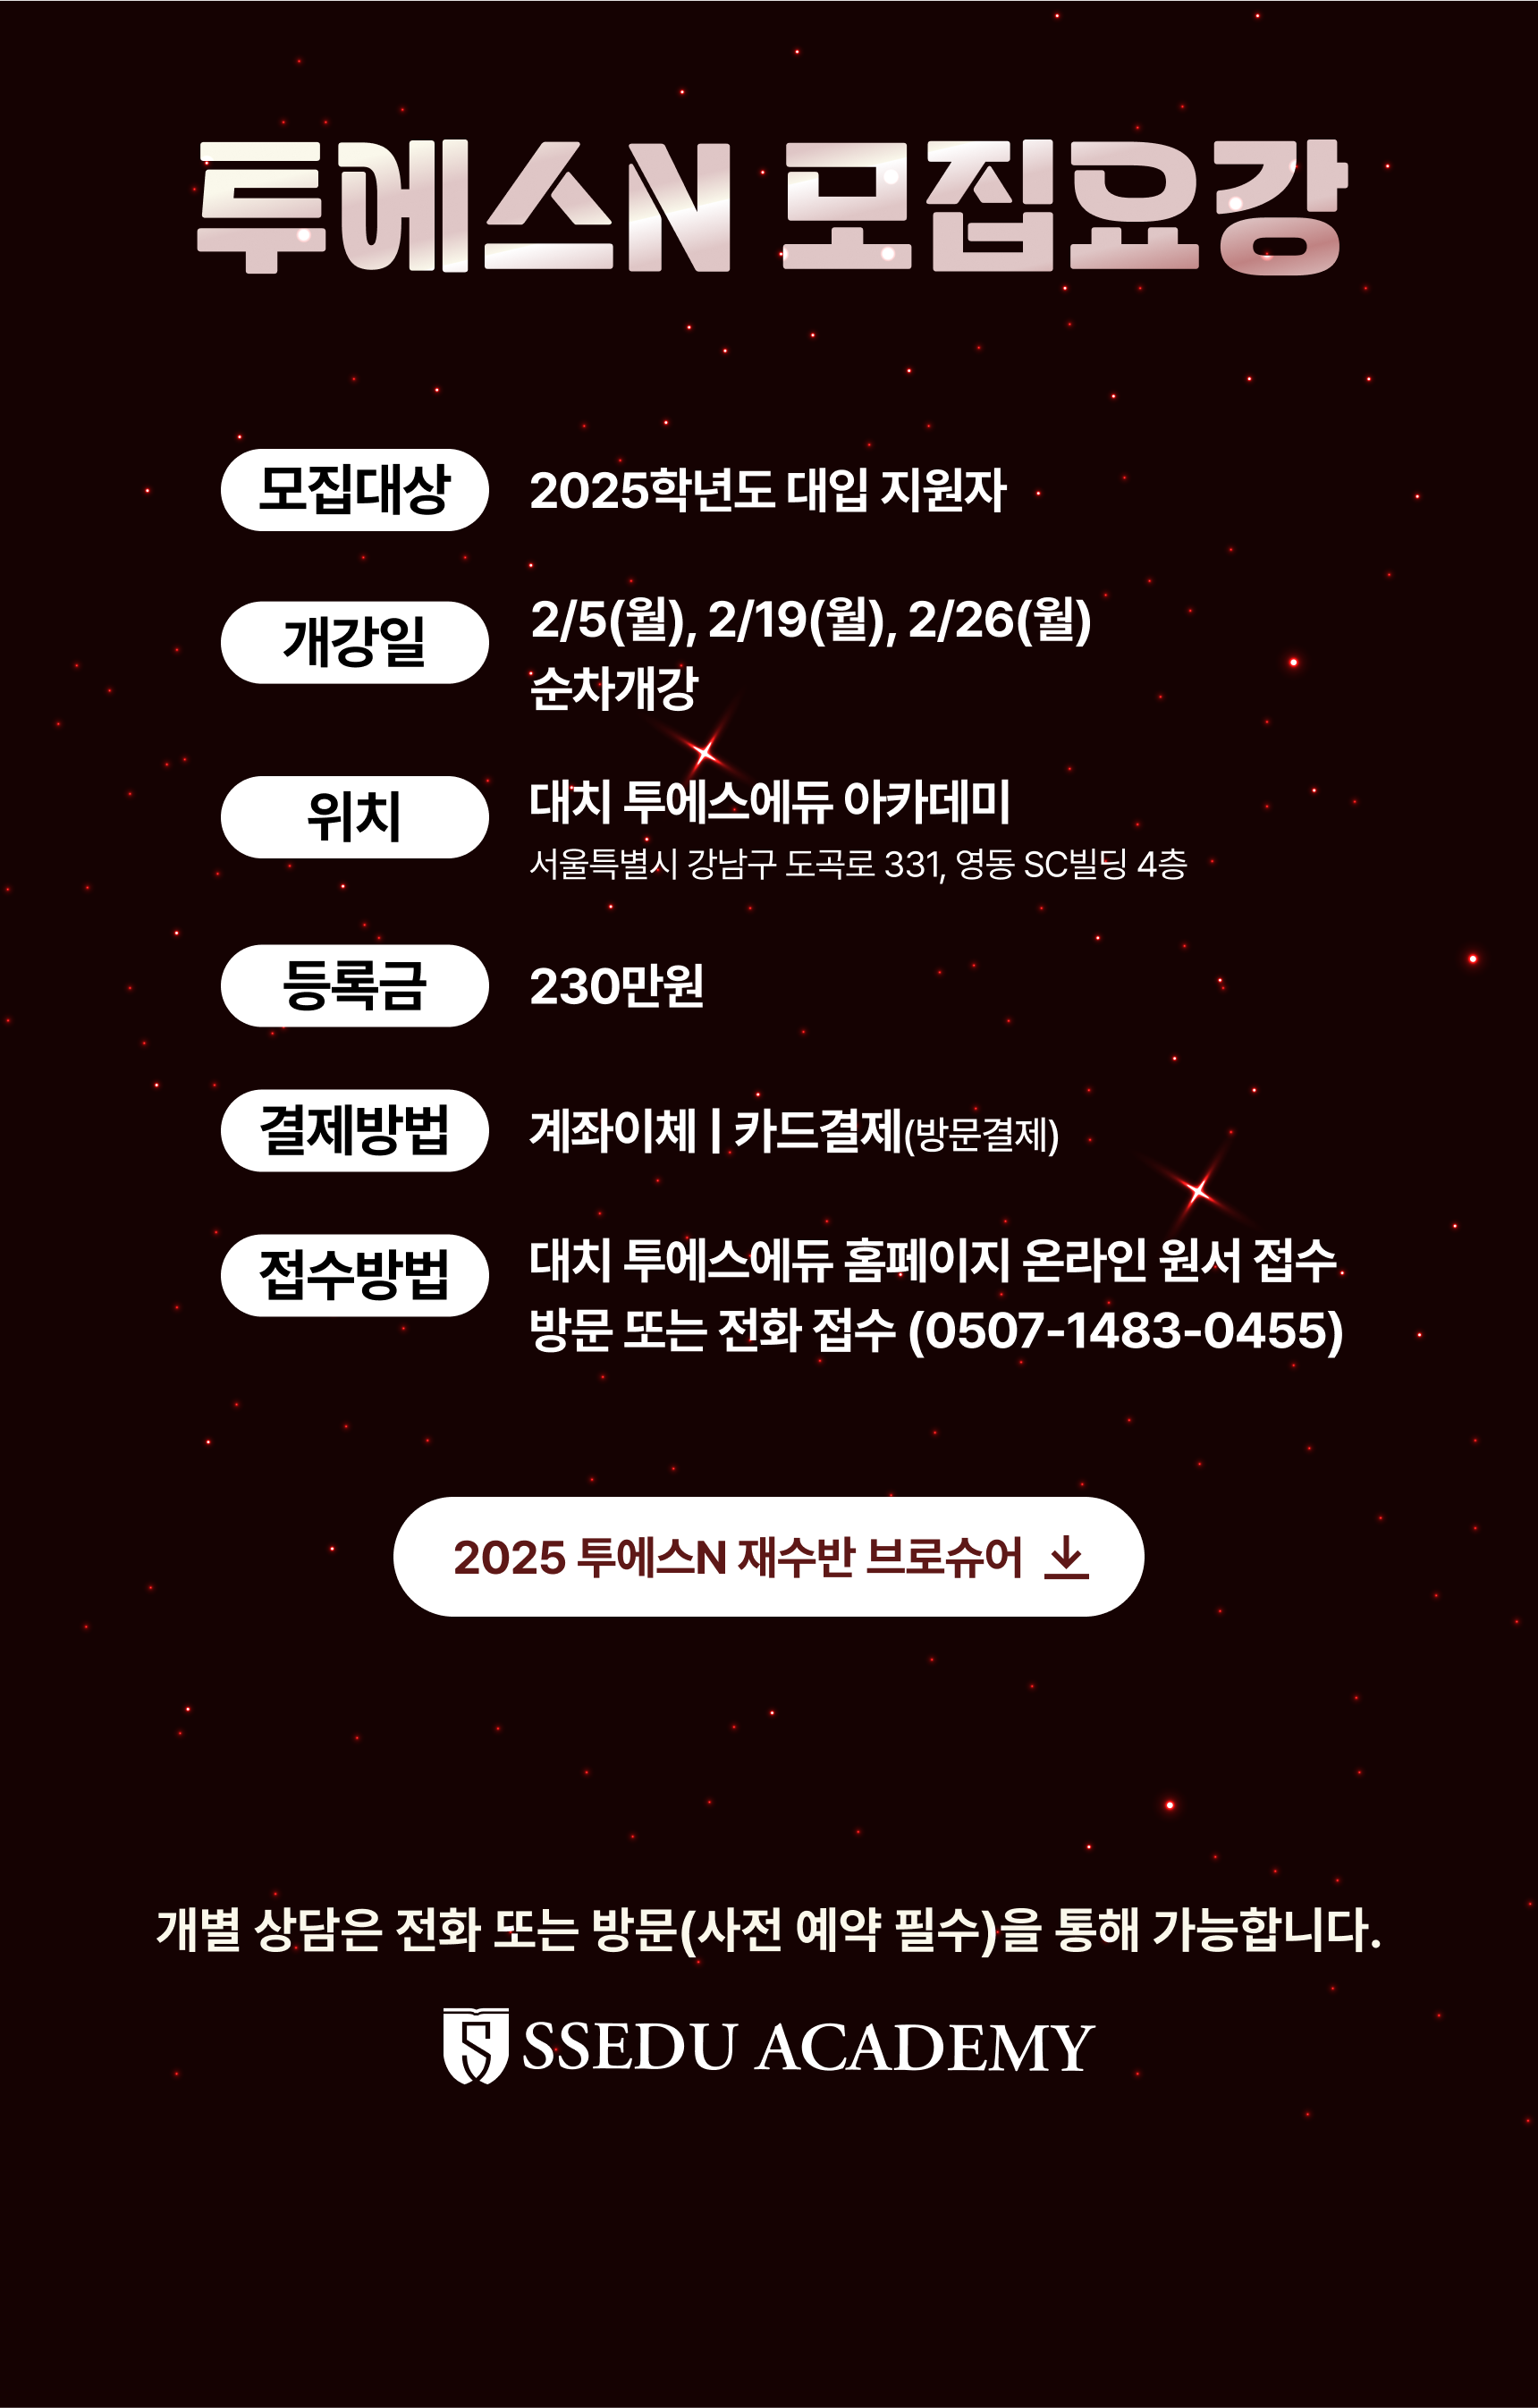 투에스N 모집요강
모집대상 2025학년도 대입 지원자
개강일 2/5(월), 2/19(월), 2/26(월)
순차개강
위치 대치 투에스에듀 아카데미
서울특별시 강남구 도곡로 331, 영동 SC빌딩 4층
등록금 230만원
결제방법 계좌이체 | 카드결제(방문결제)
접수방법 대치 투에스에듀 홈페이지 온라인 원서 접수
방문 또는 전화 접수 (0507-1483-0455)
2025 투에스N 재수반 브로슈어
개별 상담은 전화 또는 방문(사전 예약 필수)을 통해 가능합니다.
SSEDU ACADEMY